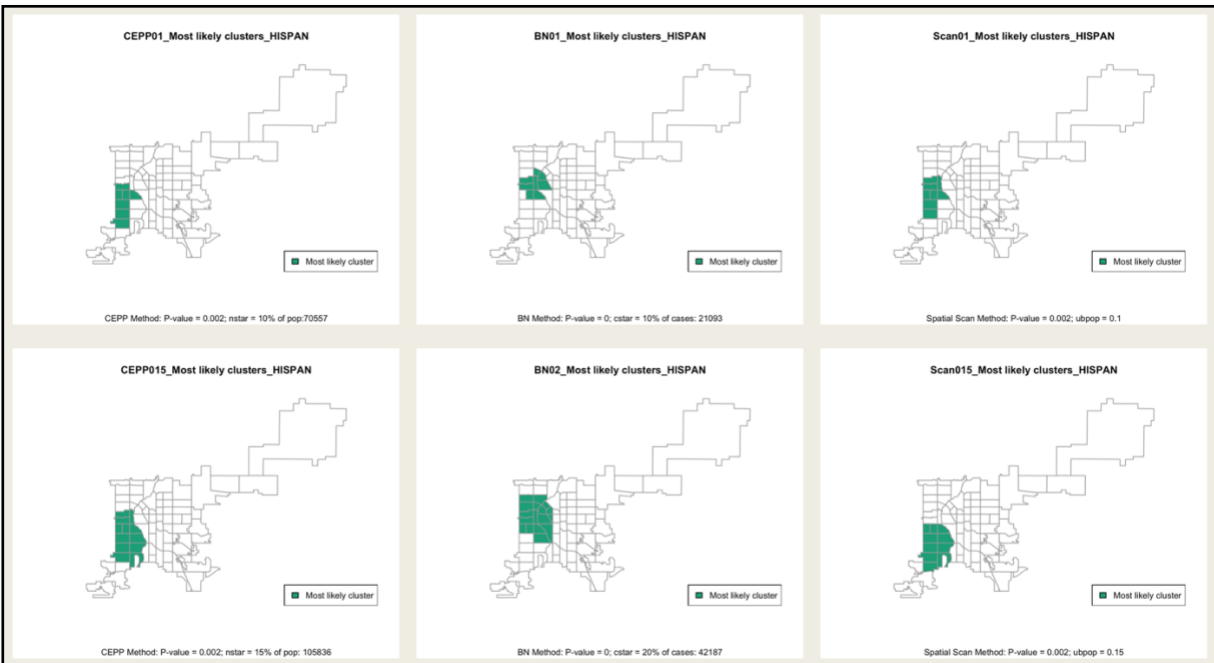 CEPP01_Most likely clusters_HISPAN
Most likely cluster
CEPP Method: P-value = 0.002; nstar = 10% of pop:70557
BN01_Most likely clusters_HISPAN
Most likely cluster
BN Method: P-value = 0; cstar = 10% of cases: 21093
Scan01_Most likely clusters_HISPAN
Most likely cluster
Spatial Scan Method: P-value = 0.002; ubpop = 0.1
CEPP015_Most likely clusters_HISPAN
Most likely cluster
CEPP Method: P-value = 0.002; nstar = 15% of pop: 105836
BN02_Most likely clusters_HISPAN
Most likely cluster
BN Method: P-value = 0; cstar = 20% of cases: 42187
Scan015_Most likely clusters_HISPAN
Most likely cluster
Spatial Scan Method: P-value = 0.002; ubpop = 0.15